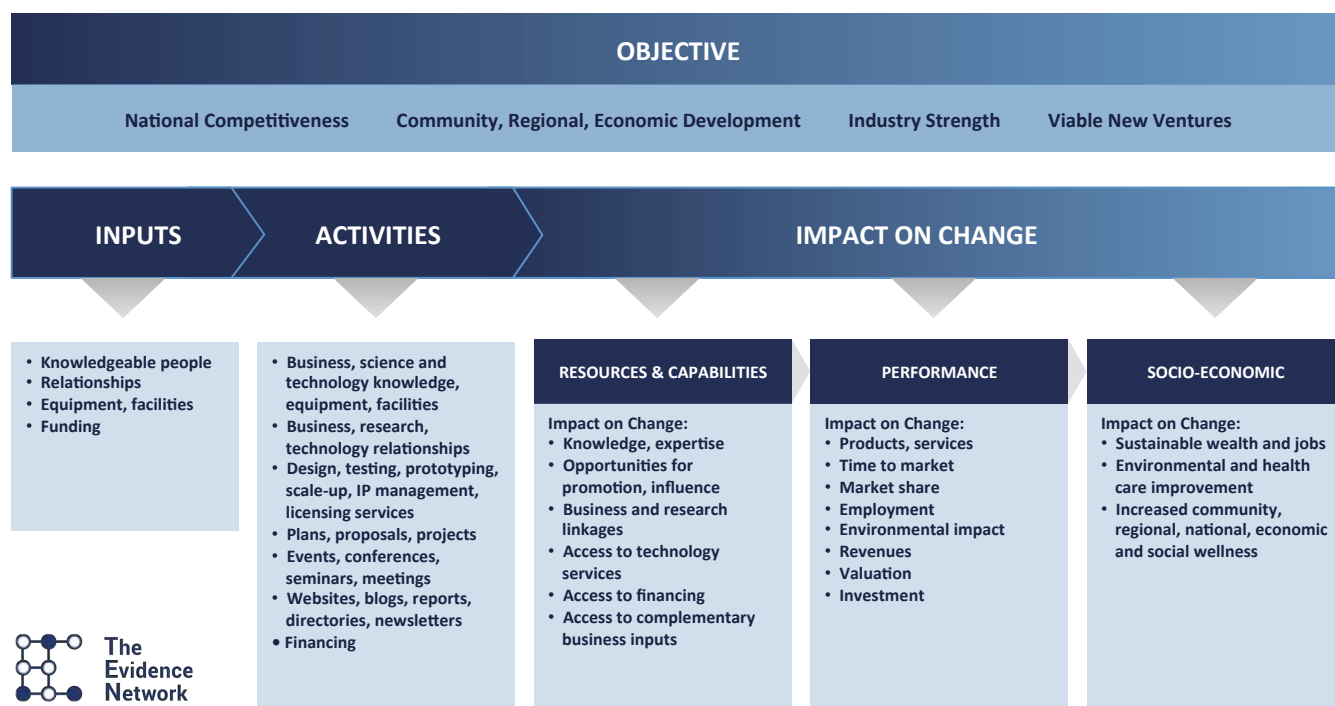 OBJECTIVE
National Competitiveness Community, Regional, Economic Development Industry Strength Viable New Ventures
INPUTS
ACTIVITIES
IMPACT ON CHANGE
• Knowledgeable people
• Relationships
• Equipment, facilities
• Funding
• Business, science and
technology knowledge,
equipment, facilities
• Business, research,
technology relationships
• Design, testing, prototyping,
scale-up, IP management,
licensing services
• Plans, proposals, projects
• Events, conferences,
seminars, meetings
• Websites, blogs, reports,
directories, newsletters
• Financing
RESOURCES & CAPABILITIES
Impact on Change:
• Knowledge, expertise
• Opportunities for
promotion, influence
• Business and research
linkages
• Access to technology
services
• Access to financing
• Access to complementary
business inputs
PERFORMANCE
Impact on Change:
• Products, services
• Time to market
• Market share
• Employment
• Environmental impact
• Revenues
• Valuation
• Investment
SOCIO-ECONOMIC
Impact on Change:
• Sustainable wealth and jobs
• Environmental and health
care improvement
• Increased community,
regional, national, economic
and social wellness
The
Evidence
Network